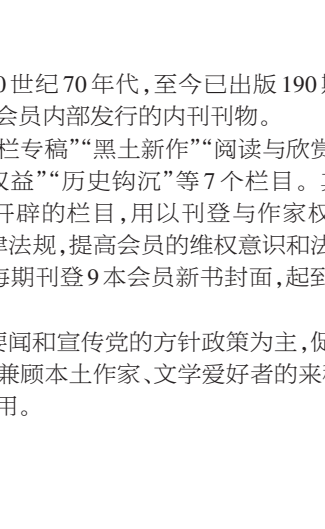 0世纪70年代,至今已出版190期
会员内部发行的内刊刊物。
栏专稿”“黑土新作”“阅读与欣赏
权益”“历史钩沉”等7个栏目。其
开辟的栏目,用以刊登与作家权
律法规,提高会员的维权意识和法
每期刊登9本会员新书封面,起到
要闻和宣传党的方针政策为主,促
兼顾本土作家、文学爱好者的来稿
用。